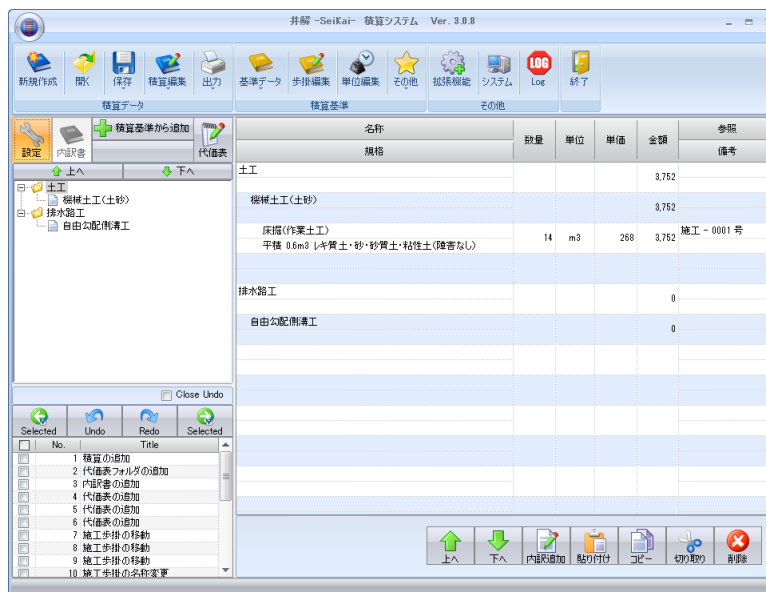 井解 -SeiKai- 積算システム Ver. 3.0.8
新規作成 開く 保存 積算編集 出力 基準データ 歩掛編集 単位編集 その他 拡張機能 システム LOG Log 終了
積算データ 積算基準 その他
設定 内訳書 積算基準から追加 代価表
上へ 下へ
土工
機械土工(土砂)
排水路工
自由勾配側溝工
名称 数量 単位 単価 金額 参照
規格 備考
土工
3,752
機械土工(土砂)
3,752
床掘(作業土工) 施工 - 0001 号
平積 0.6m3 レキ質土・砂・砂質土・粘性土(障害なし) 14 m3 268 3,752
排水路工
0
自由勾配側溝工
0
Close Undo
Selected Undo Redo Selected
No. Title
1 積算の追加
2 代価表フォルダの追加
3 内訳書の追加
4 代価表の追加
5 代価表の追加
6 代価表の追加
7 施工歩掛の移動
8 施工歩掛の移動
9 施工歩掛の移動
10 施工歩掛の名称変更
上へ 下へ 内訳追加 貼り付け コピー 切り取り 削除